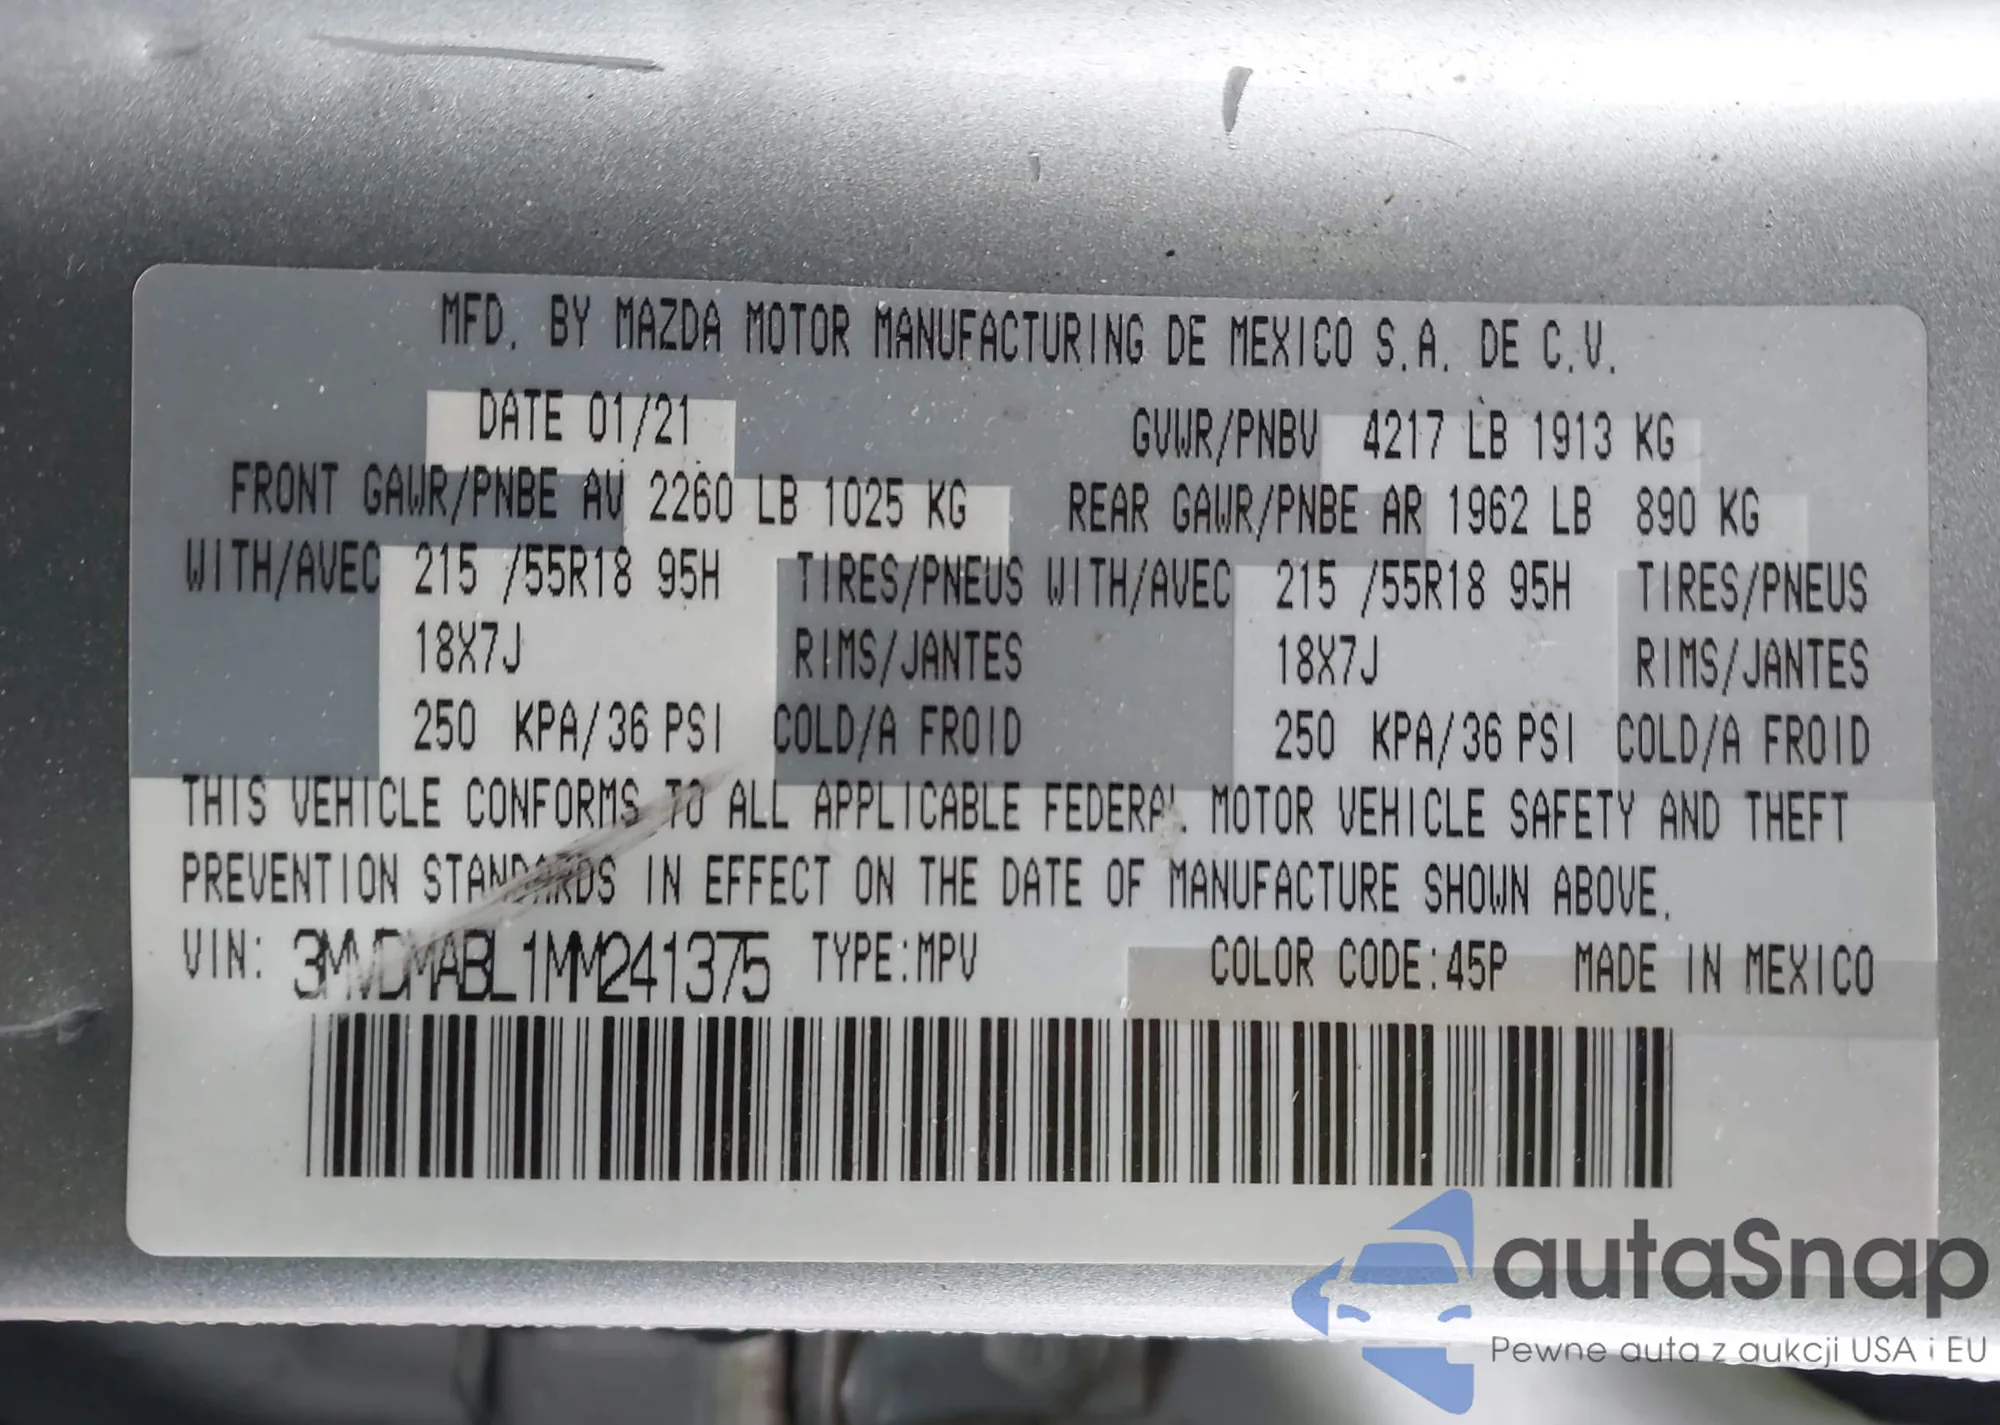 MFD. BY MAZDA MOTOR MANUFACTURING DE MEXICO S.A. DE C.V.
DATE 01/21 GVWR/PNBV 4217 LB 1913 KG
FRONT GAWR/PNBE AV 2260 LB 1025 KG REAR GAWR/PNBE AR 1962 LB 890 KG
WITH/AVEC 215 /55R18 95H TIRES/PNEUS WITH/AVEC 215 /55R18 95H TIRES/PNEUS
18X7J RIMS/JANTES 18X7J RIMS/JANTES
250 KPA/36 PSI COLD/A FROID 250 KPA/36 PSI COLD/A FROID
THIS VEHICLE CONFORMS TO ALL APPLICABLE FEDERAL MOTOR VEHICLE SAFETY AND THEFT
PREVENTION STANDARDS IN EFFECT ON THE DATE OF MANUFACTURE SHOWN ABOVE.
VIN: 3MVDMABL1MM241375 TYPE:MPV COLOR CODE:45P MADE IN MEXICO
autaSnap
Pewne auta z aukcji USA i EU